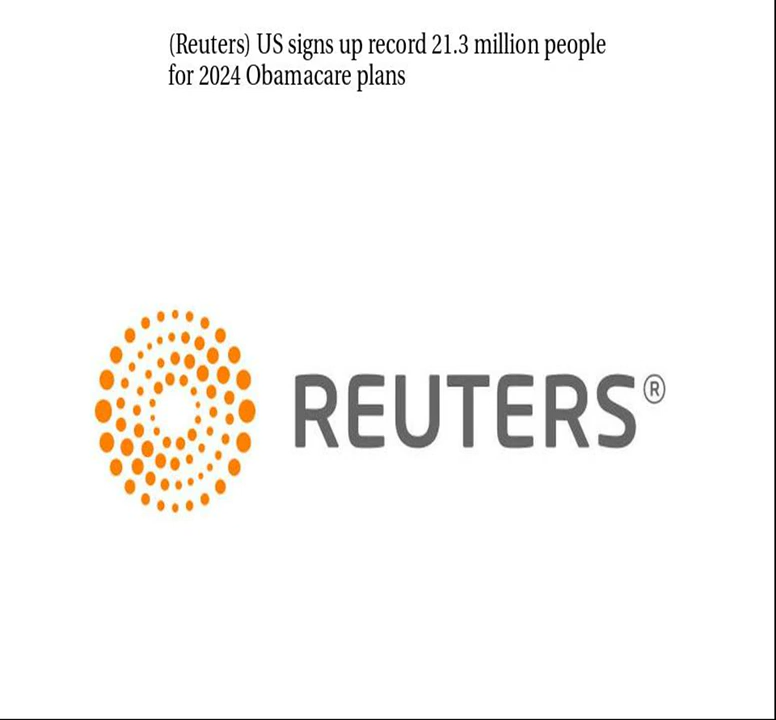 (Reuters) US signs up record 21.3 million people
for 2024 Obamacare plans
REUTERS®